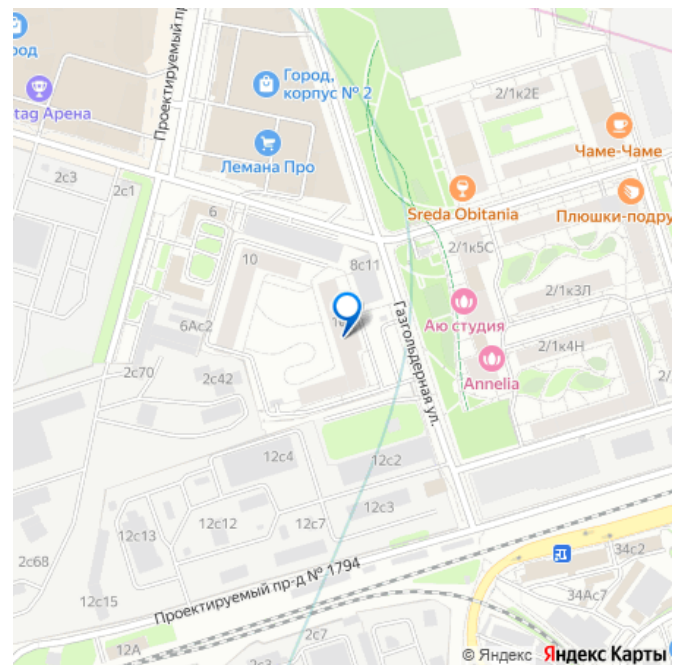 род
Проектируемый пр
Город,
корпус № 2
tag Арена
Лемана Про
2/1к2Е
Чаме-Чаме
2с3
2с1
Sreda Obitania
Плюшки-подру
6
2/1к5С
10
8с11
2/1к3Л
Газгольдерная ул.
Аю студия
6Ас2
2/1к4Н
Annelia
2с70
2с42
12с4
12с2
12с3
12с13
12с12
12с7
2с68
Проектируемый пр-д № 1794
34с2
12с15
34Ас7
12А
2с7
2с3
© Яндекс Яндекс Карты